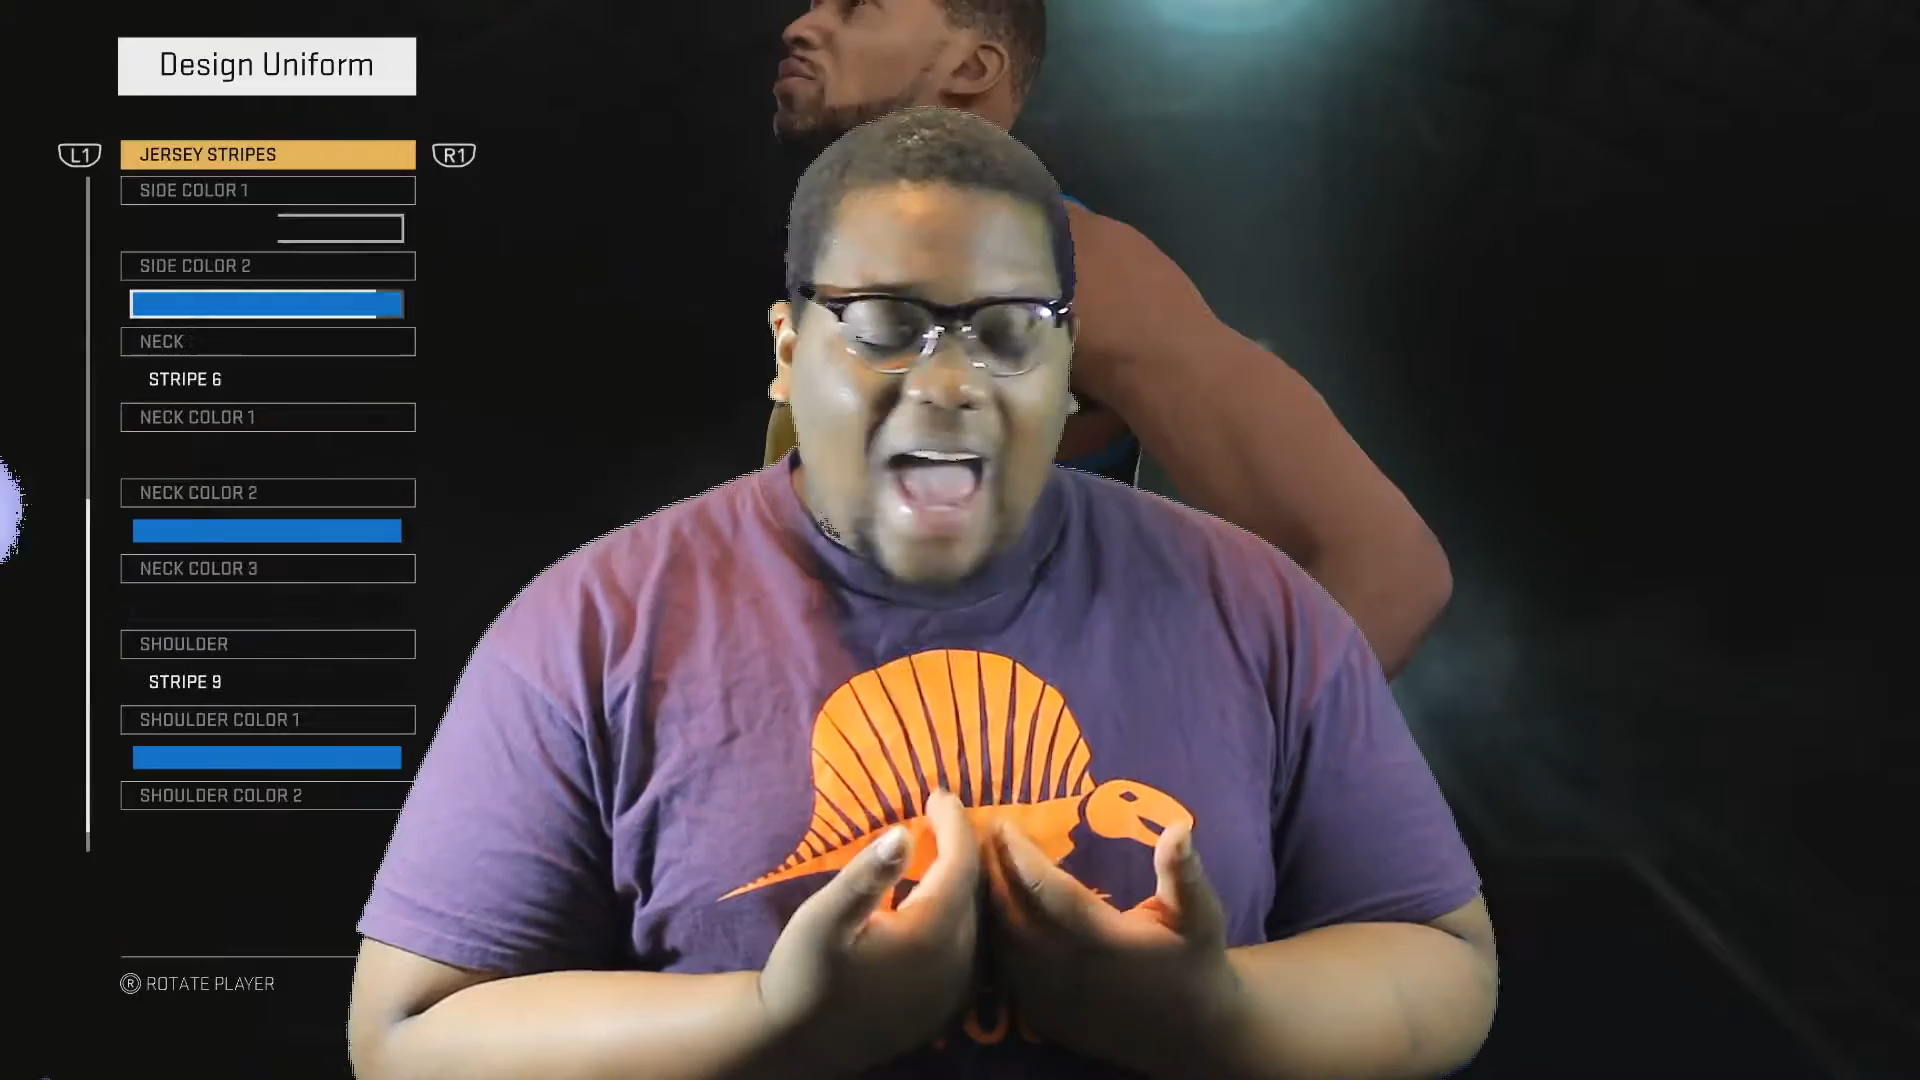 Design Uniform
L1
JERSEY STRIPES
R1
SIDE COLOR 1
SIDE COLOR 2
NECK
STRIPE 6
NECK COLOR 1
NECK COLOR 2
NECK COLOR 3
SHOULDER
STRIPE 9
SHOULDER COLOR 1
SHOULDER COLOR 2
R ROTATE PLAYER